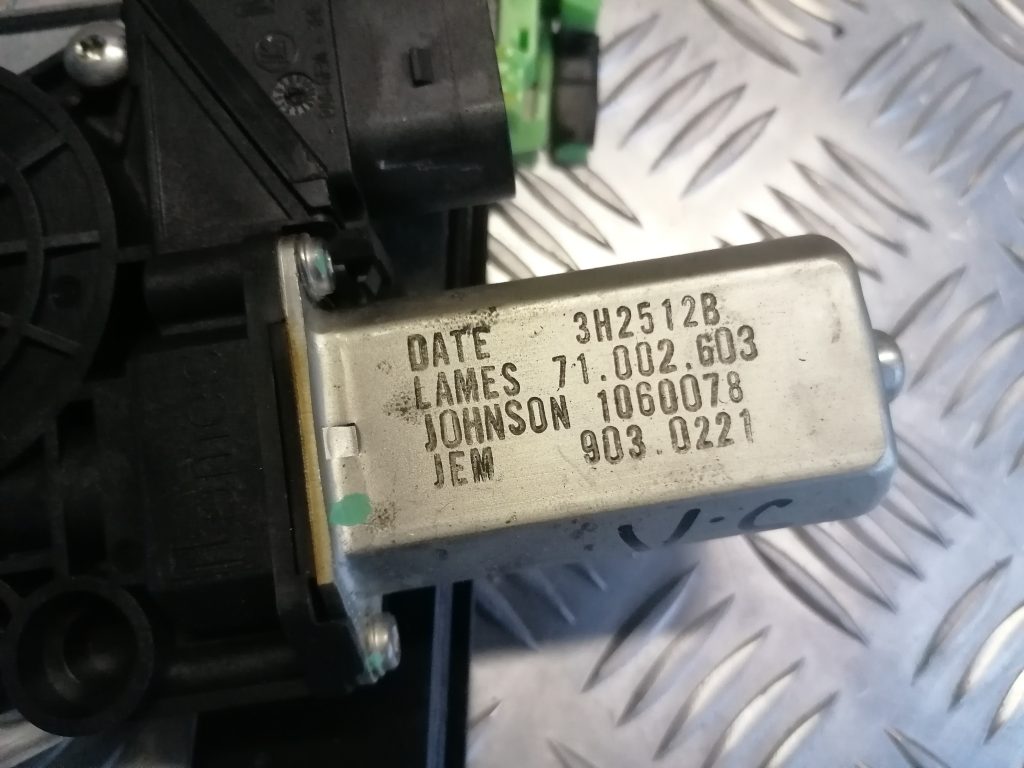 DATE 3H2512B
LAMES 71.002.603
JOHNSON 1060078
JEM 903.0221